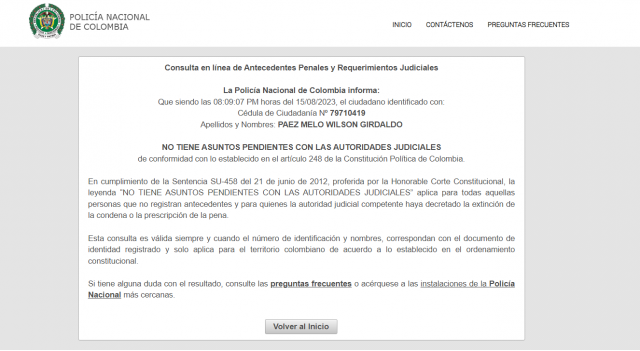 POLICÍA NACIONAL
DE COLOMBIA
INICIO CONTÁCTENOS PREGUNTAS FRECUENTES
Consulta en línea de Antecedentes Penales y Requerimientos Judiciales
La Policía Nacional de Colombia informa:
Que siendo las 08:09:07 PM horas del 15/08/2023, el ciudadano identificado con:
Cédula de Ciudadanía Nº 79710419
Apellidos y Nombres: PAEZ MELO WILSON GIRDALDO
NO TIENE ASUNTOS PENDIENTES CON LAS AUTORIDADES JUDICIALES
de conformidad con lo establecido en el artículo 248 de la Constitución Política de Colombia.
En cumplimiento de la Sentencia SU-458 del 21 de junio de 2012, proferida por la Honorable Corte Constitucional, la
leyenda "NO TIENE ASUNTOS PENDIENTES CON LAS AUTORIDADES JUDICIALES" aplica para todas aquellas
personas que no registran antecedentes y para quienes la autoridad judicial competente haya decretado la extinción de
la condena o la prescripción de la pena.
Esta consulta es válida siempre y cuando el número de identificación y nombres, correspondan con el documento de
identidad registrado y solo aplica para el territorio colombiano de acuerdo a lo establecido en el ordenamiento
constitucional.
Si tiene alguna duda con el resultado, consulte las preguntas frecuentes o acérquese a las instalaciones de la Policía
Nacional más cercanas.
Volver al Inicio